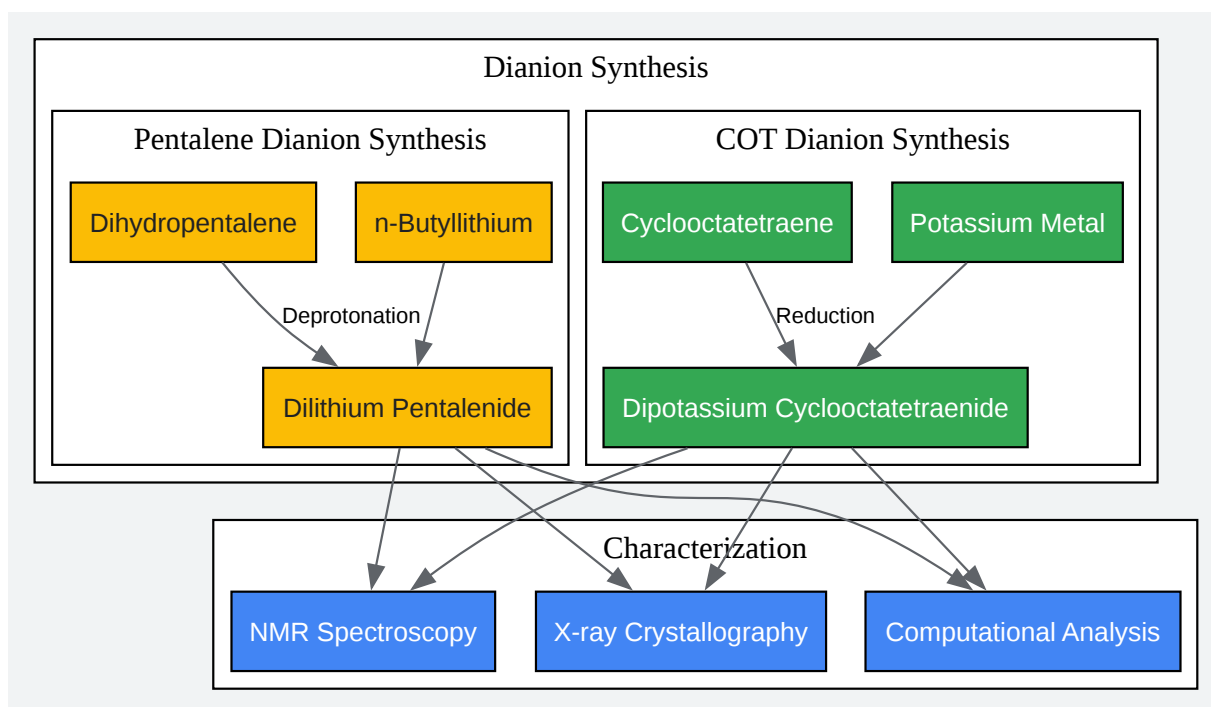 Dianion Synthesis
Pentalene Dianion Synthesis
COT Dianion Synthesis
Dihydropentalene
n-Butyllithium
Cyclooctatetraene
Potassium Metal
Deprotonation
Reduction
Dilithium Pentalenide
Dipotassium Cyclooctatetraenide
Characterization
NMR Spectroscopy
X-ray Crystallography
Computational Analysis